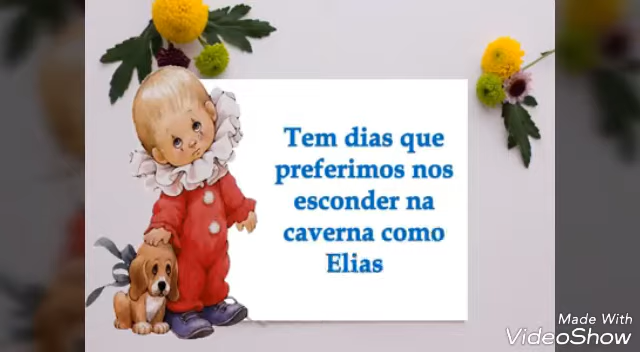 Tem dias que
preferimos nos
esconder na
caverna como
Elias
Made With
VideoShow